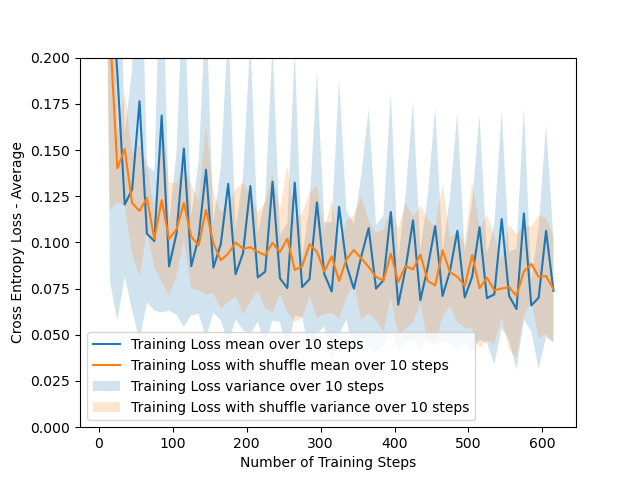 0.200
0.175
0.150
0.125
0.100
0.075
0.050
0.025
0.000
Cross Entropy Loss - Average
Training Loss mean over 10 steps
Training Loss with shuffle mean over 10 steps
Training Loss variance over 10 steps
Training Loss with shuffle variance over 10 steps
0 100 200 300 400 500 600
Number of Training Steps